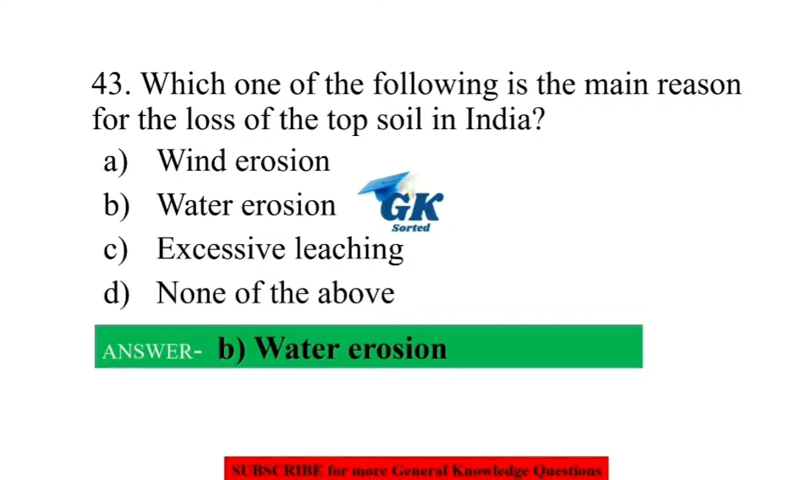 43. Which one of the following is the main reason
for the loss of the top soil in India?
a) Wind erosion
b) Water erosion
GK
Sorted
c) Excessive leaching
d) None of the above
ANSWER- b) Water erosion
SUBSCRIBE for more General Knowledge Questions